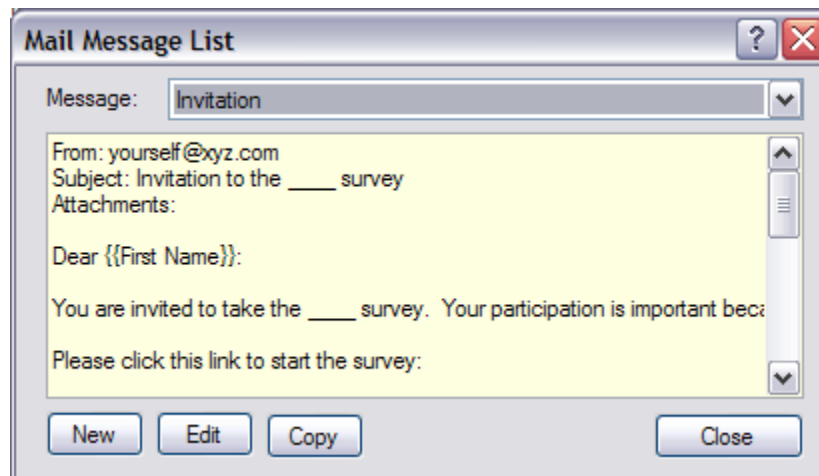 Mail Message List
?
Message: Invitation
From: yourself@xyz.com
Subject: Invitation to the ____ survey
Attachments:
Dear {{First Name}}:
You are invited to take the ____ survey.  Your participation is important beca
Please click this link to start the survey:
New Edit Copy Close